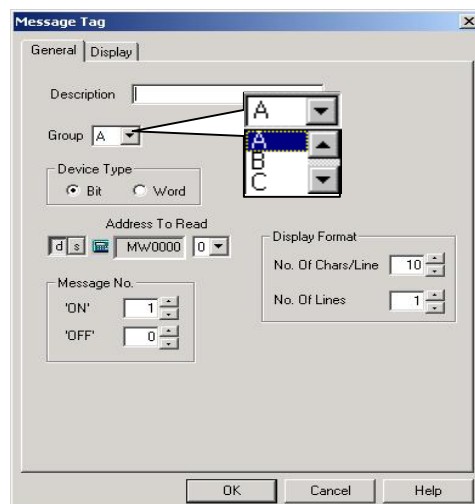 Message Tag
General Display
Description
A
Group A
A
B
C
Device Type
Bit Word
Address To Read
d s MW0000 0
Display Format
No. Of Chars/Line 10
No. Of Lines 1
Message No.
'ON' 1
'OFF' 0
OK Cancel Help